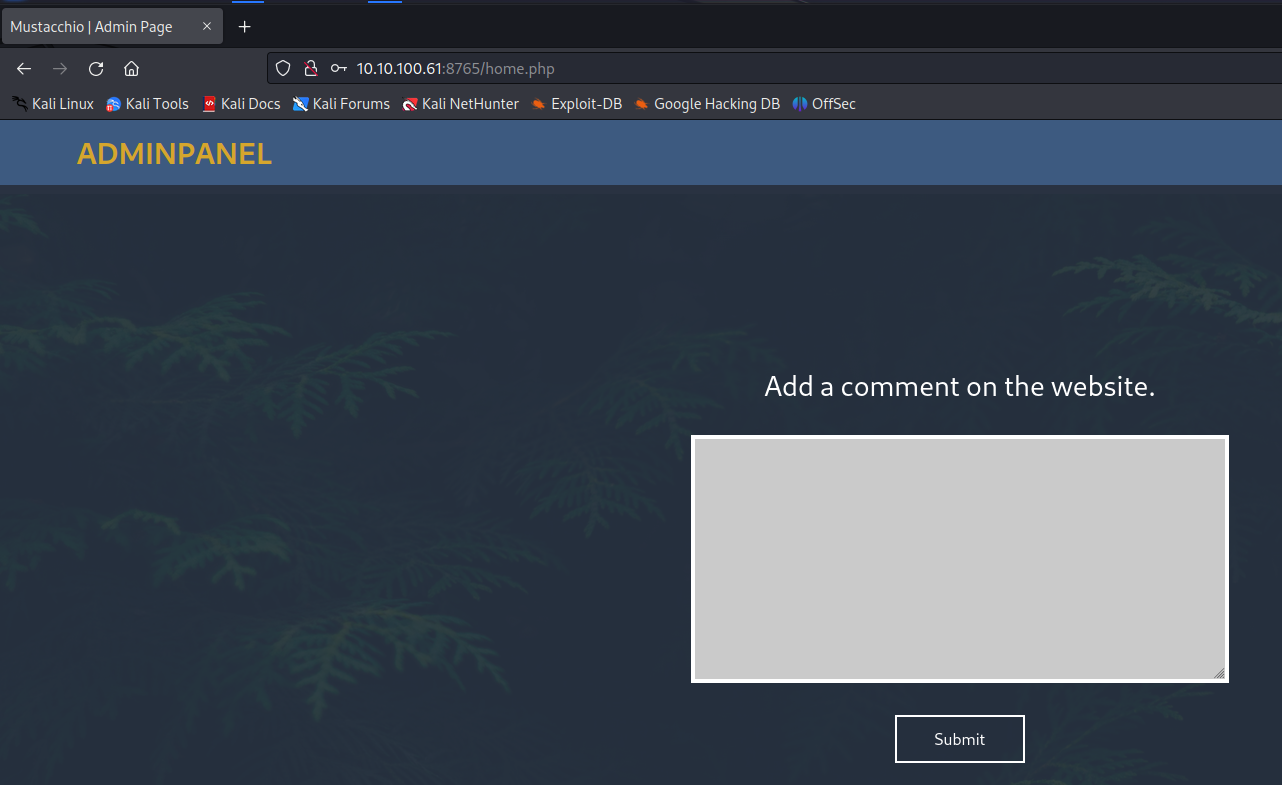 Mustacchio | Admin Page
10.10.100.61:8765/home.php
Kali Linux Kali Tools Kali Docs Kali Forums Kali NetHunter Exploit-DB Google Hacking DB OffSec
ADMINPANEL
Add a comment on the website.
Submit